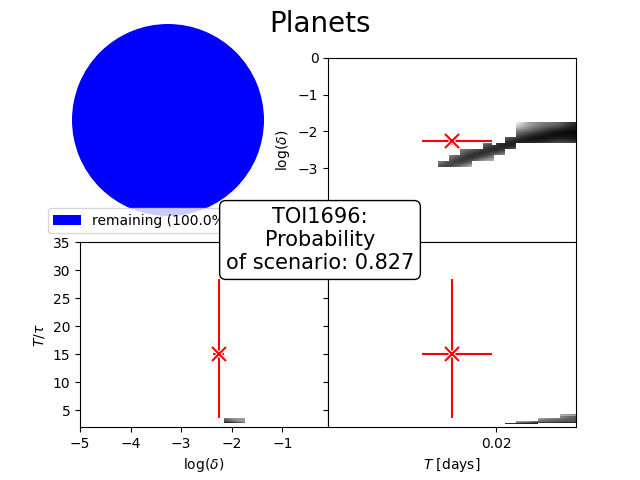 Planets
remaining (100.0%
0
−1
−2
−3
log(δ)
TOI1696:
Probability
of scenario: 0.827
35
30
25
20
15
10
5
T/τ
−5
−4
−3
−2
−1
log(δ)
0.02
T [days]